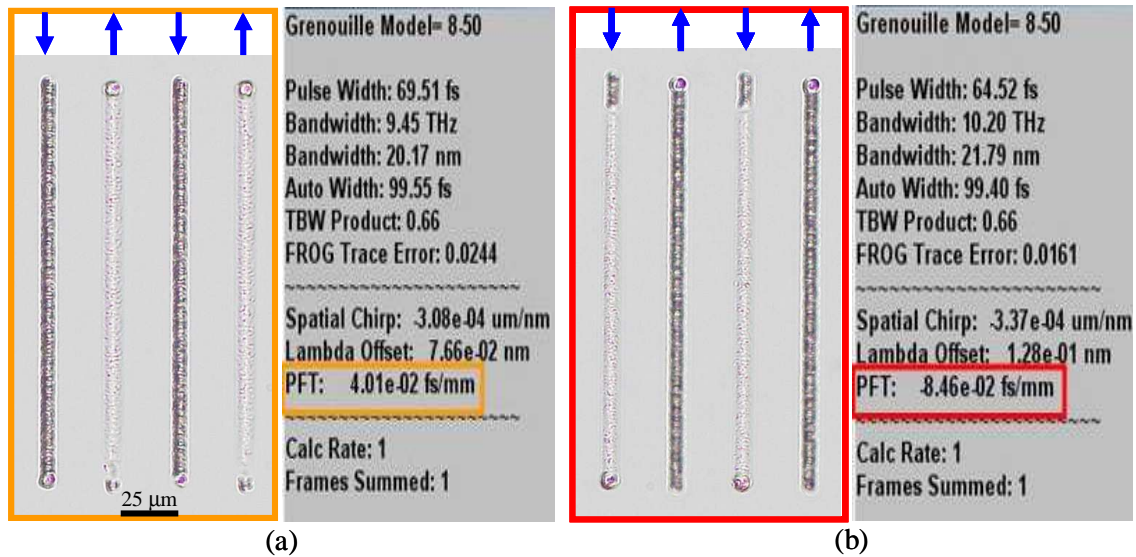 Grenouille Model= 8-50
Pulse Width: 69.51 fs
Bandwidth: 9.45 THz
Bandwidth: 20.17 nm
Auto Width: 99.55 fs
TBW Product: 0.66
FROG Trace Error: 0.0244
~~~~~~~~~~~~~~~~~~~~~~~
Spatial Chirp: -3.08e-04 um/nm
Lambda Offset: 7.66e-02 nm
PFT: 4.01e-02 fs/mm
~~~~~~~~~~~~~~~~~~~~~~~
Calc Rate: 1
Frames Summed: 1
25 µm
(a)
Grenouille Model= 8-50
Pulse Width: 64.52 fs
Bandwidth: 10.20 THz
Bandwidth: 21.79 nm
Auto Width: 99.40 fs
TBW Product: 0.66
FROG Trace Error: 0.0161
~~~~~~~~~~~~~~~~~~~~~~~
Spatial Chirp: -3.37e-04 um/nm
Lambda Offset: 1.28e-01 nm
PFT: -8.46e-02 fs/mm
~~~~~~~~~~~~~~~~~~~~~~~
Calc Rate: 1
Frames Summed: 1
(b)